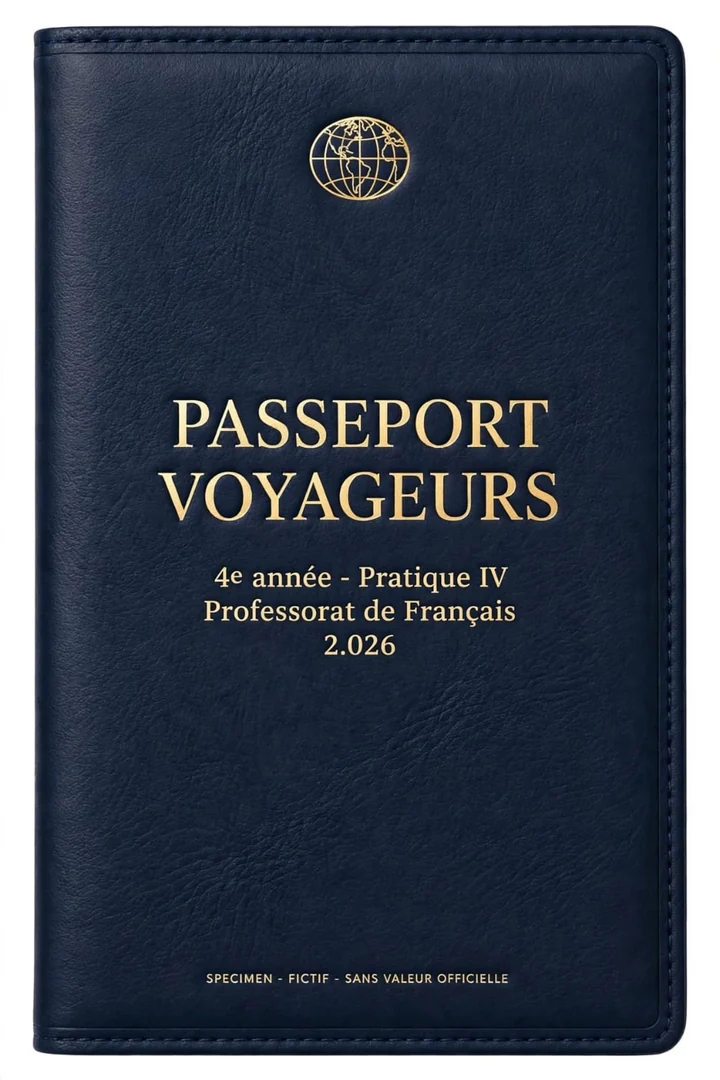 PASSEPORT
VOYAGEURS
4e année - Pratique IV
Professorat de Français
2.026
SPECIMEN - FICTIF - SANS VALEUR OFFICIELLE